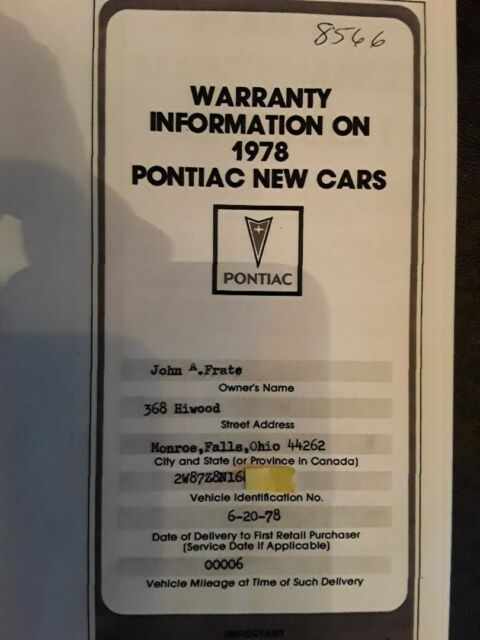 8566
WARRANTY
INFORMATION ON
1978
PONTIAC NEW CARS
PONTIAC
John A.Frate
Owner's Name
368 Hiwood
Street Address
Monroe,Falls,Ohio 44262
City and State (or Province in Canada)
2W87Z8N16
Vehicle Identification No.
6-20-78
Date of Delivery to First Retail Purchaser
(Service Date if Applicable)
00006
Vehicle Mileage at Time of Such Delivery
IMPORTANT